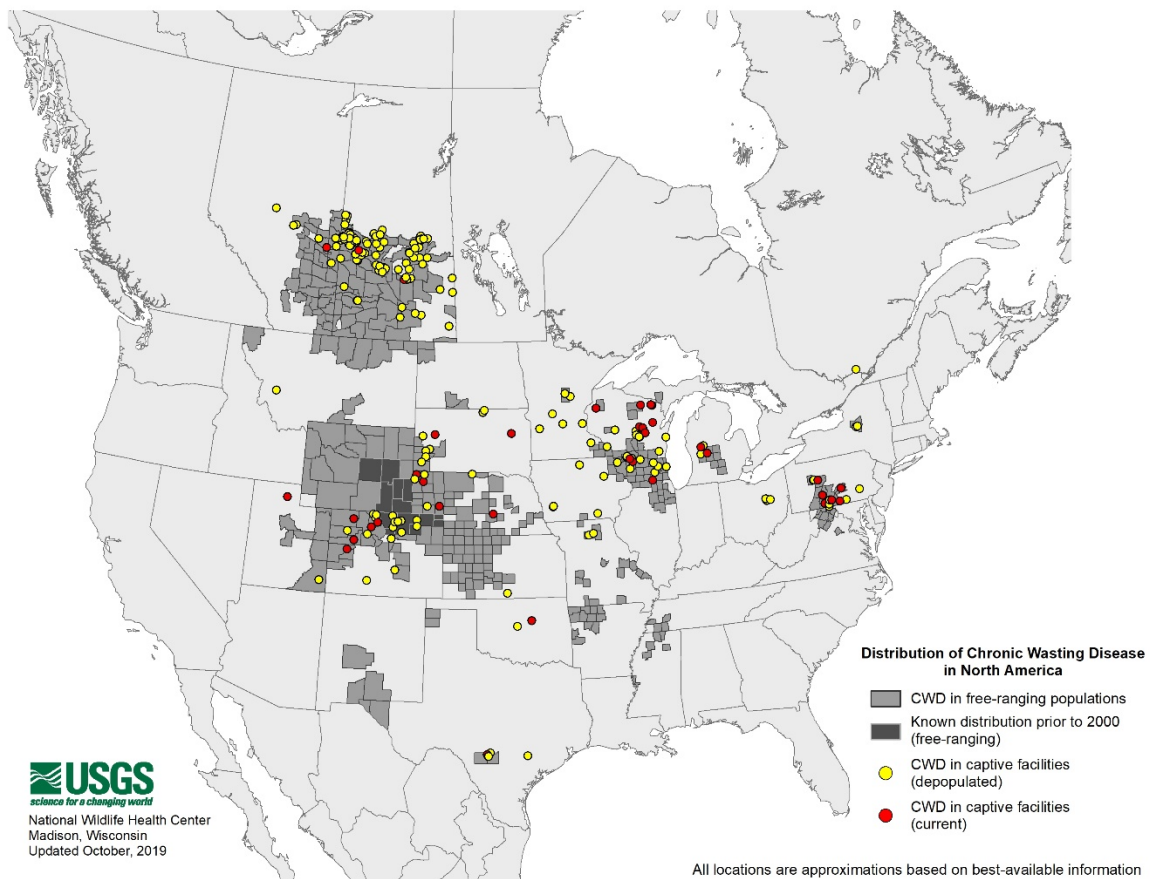 Distribution of Chronic Wasting Disease
in North America
CWD in free-ranging populations
Known distribution prior to 2000
(free-ranging)
CWD in captive facilities
(depopulated)
CWD in captive facilities
(current)
USGS
science for a changing world
National Wildlife Health Center
Madison, Wisconsin
Updated October, 2019
All locations are approximations based on best-available information